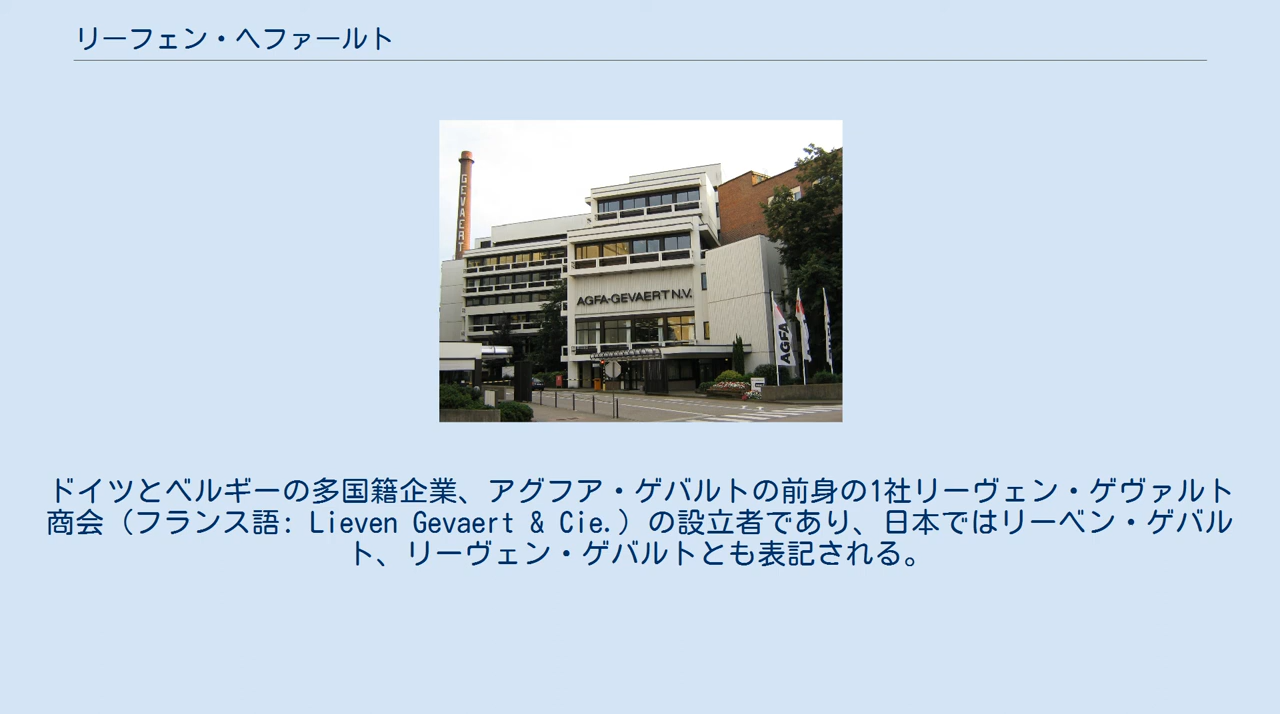 リーフェン・ヘファールト
GEVAERT
AGFA-GEVAERT N.V.
AGFA
ドイツとベルギーの多国籍企業、アグフア・ゲバルトの前身の1社リーヴェン・ゲヴァルト
商会（フランス語: Lieven Gevaert & Cie.）の設立者であり、日本ではリーベン・ゲバル
ト、リーヴェン・ゲバルトとも表記される。